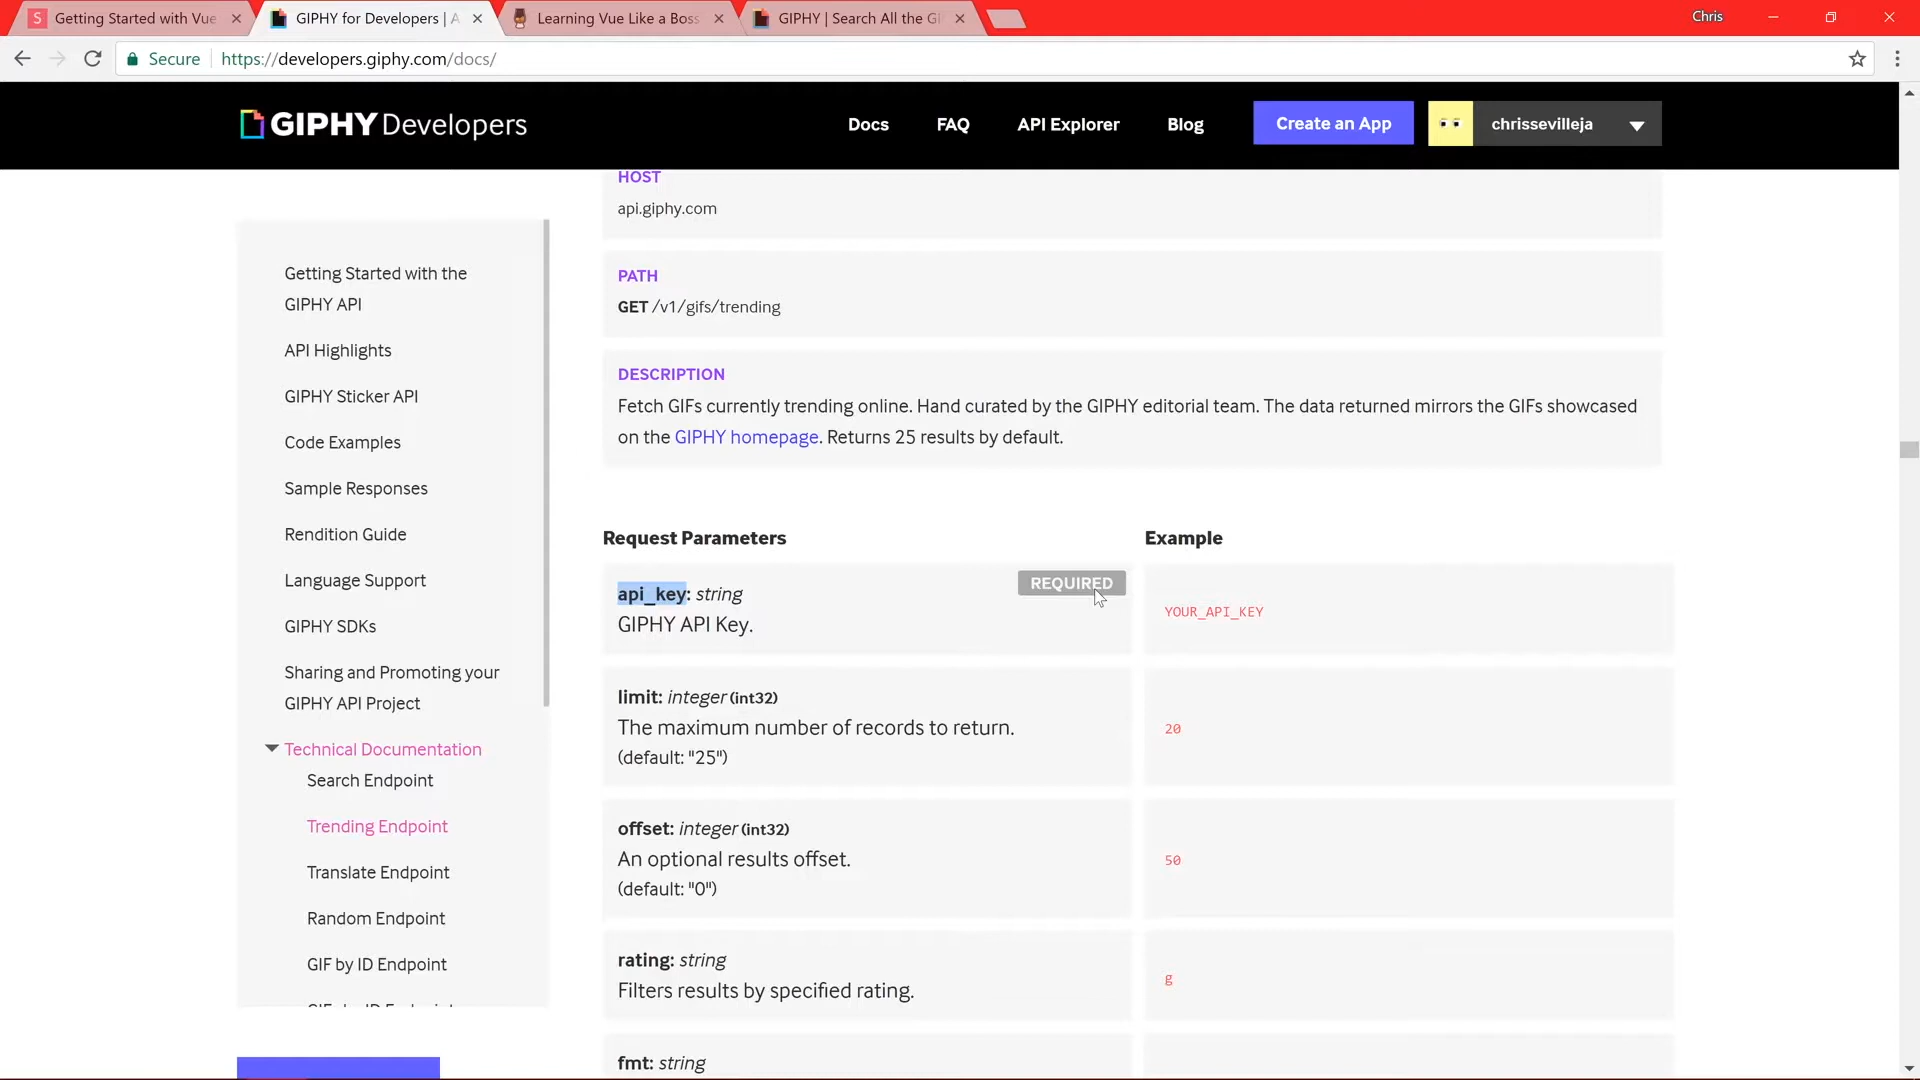 Getting Started with Vue
GIPHY for Developers | A
Learning Vue Like a Boss
GIPHY | Search All the GI
Chris
Secure
https://developers.giphy.com/docs/
GIPHY Developers
Docs
FAQ
API Explorer
Blog
Create an App
chrissevilleja
Getting Started with the
GIPHY API
API Highlights
GIPHY Sticker API
Code Examples
Sample Responses
Rendition Guide
Language Support
GIPHY SDKs
Sharing and Promoting your
GIPHY API Project
Technical Documentation
Search Endpoint
Trending Endpoint
Translate Endpoint
Random Endpoint
GIF by ID Endpoint
HOST
api.giphy.com
PATH
GET /v1/gifs/trending
DESCRIPTION
Fetch GIFs currently trending online. Hand curated by the GIPHY editorial team. The data returned mirrors the GIFs showcased
on the GIPHY homepage. Returns 25 results by default.
Request Parameters
Example
api_key: string
REQUIRED
GIPHY API Key.
YOUR_API_KEY
limit: integer (int32)
The maximum number of records to return.
(default: "25")
20
offset: integer (int32)
An optional results offset.
(default: "0")
50
rating: string
Filters results by specified rating.
g
fmt: string